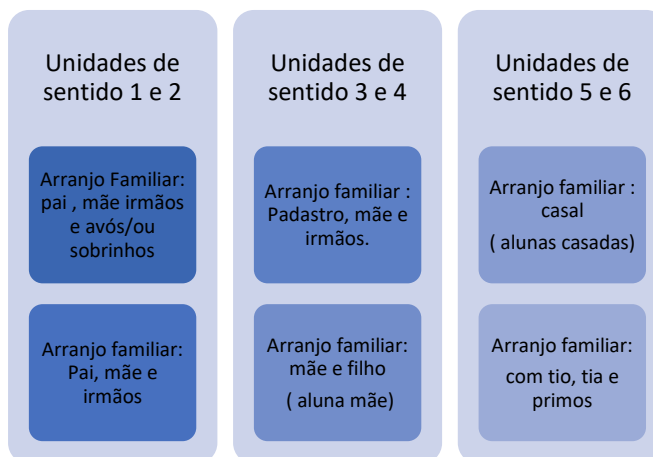 Unidades de
sentido 1 e 2
Arranjo Familiar:
pai , mãe irmãos
e avós/ou
sobrinhos
Arranjo familiar:
Pai, mãe e
irmãos
Unidades de
sentido 3 e 4
Arranjo familiar :
Padastro, mãe e
irmãos.
Arranjo familiar:
mãe e filho
( aluna mãe)
Unidades de
sentido 5 e 6
Arranjo familiar :
casal
( alunas casadas)
Arranjo familiar:
com tio, tia e
primos